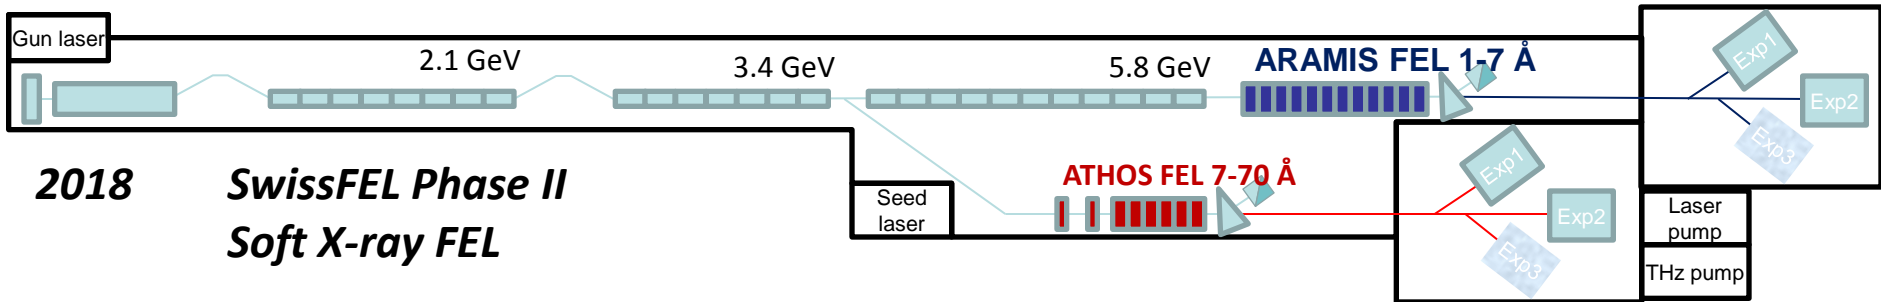 Gun laser
2.1 GeV
3.4 GeV
5.8 GeV
ARAMIS FEL 1-7 Å
Exp1
Exp2
Exp3
2018
SwissFEL Phase II
Soft X-ray FEL
Seed
laser
ATHOS FEL 7-70 Å
Exp1
Exp2
Exp3
Laser
pump
THz pump